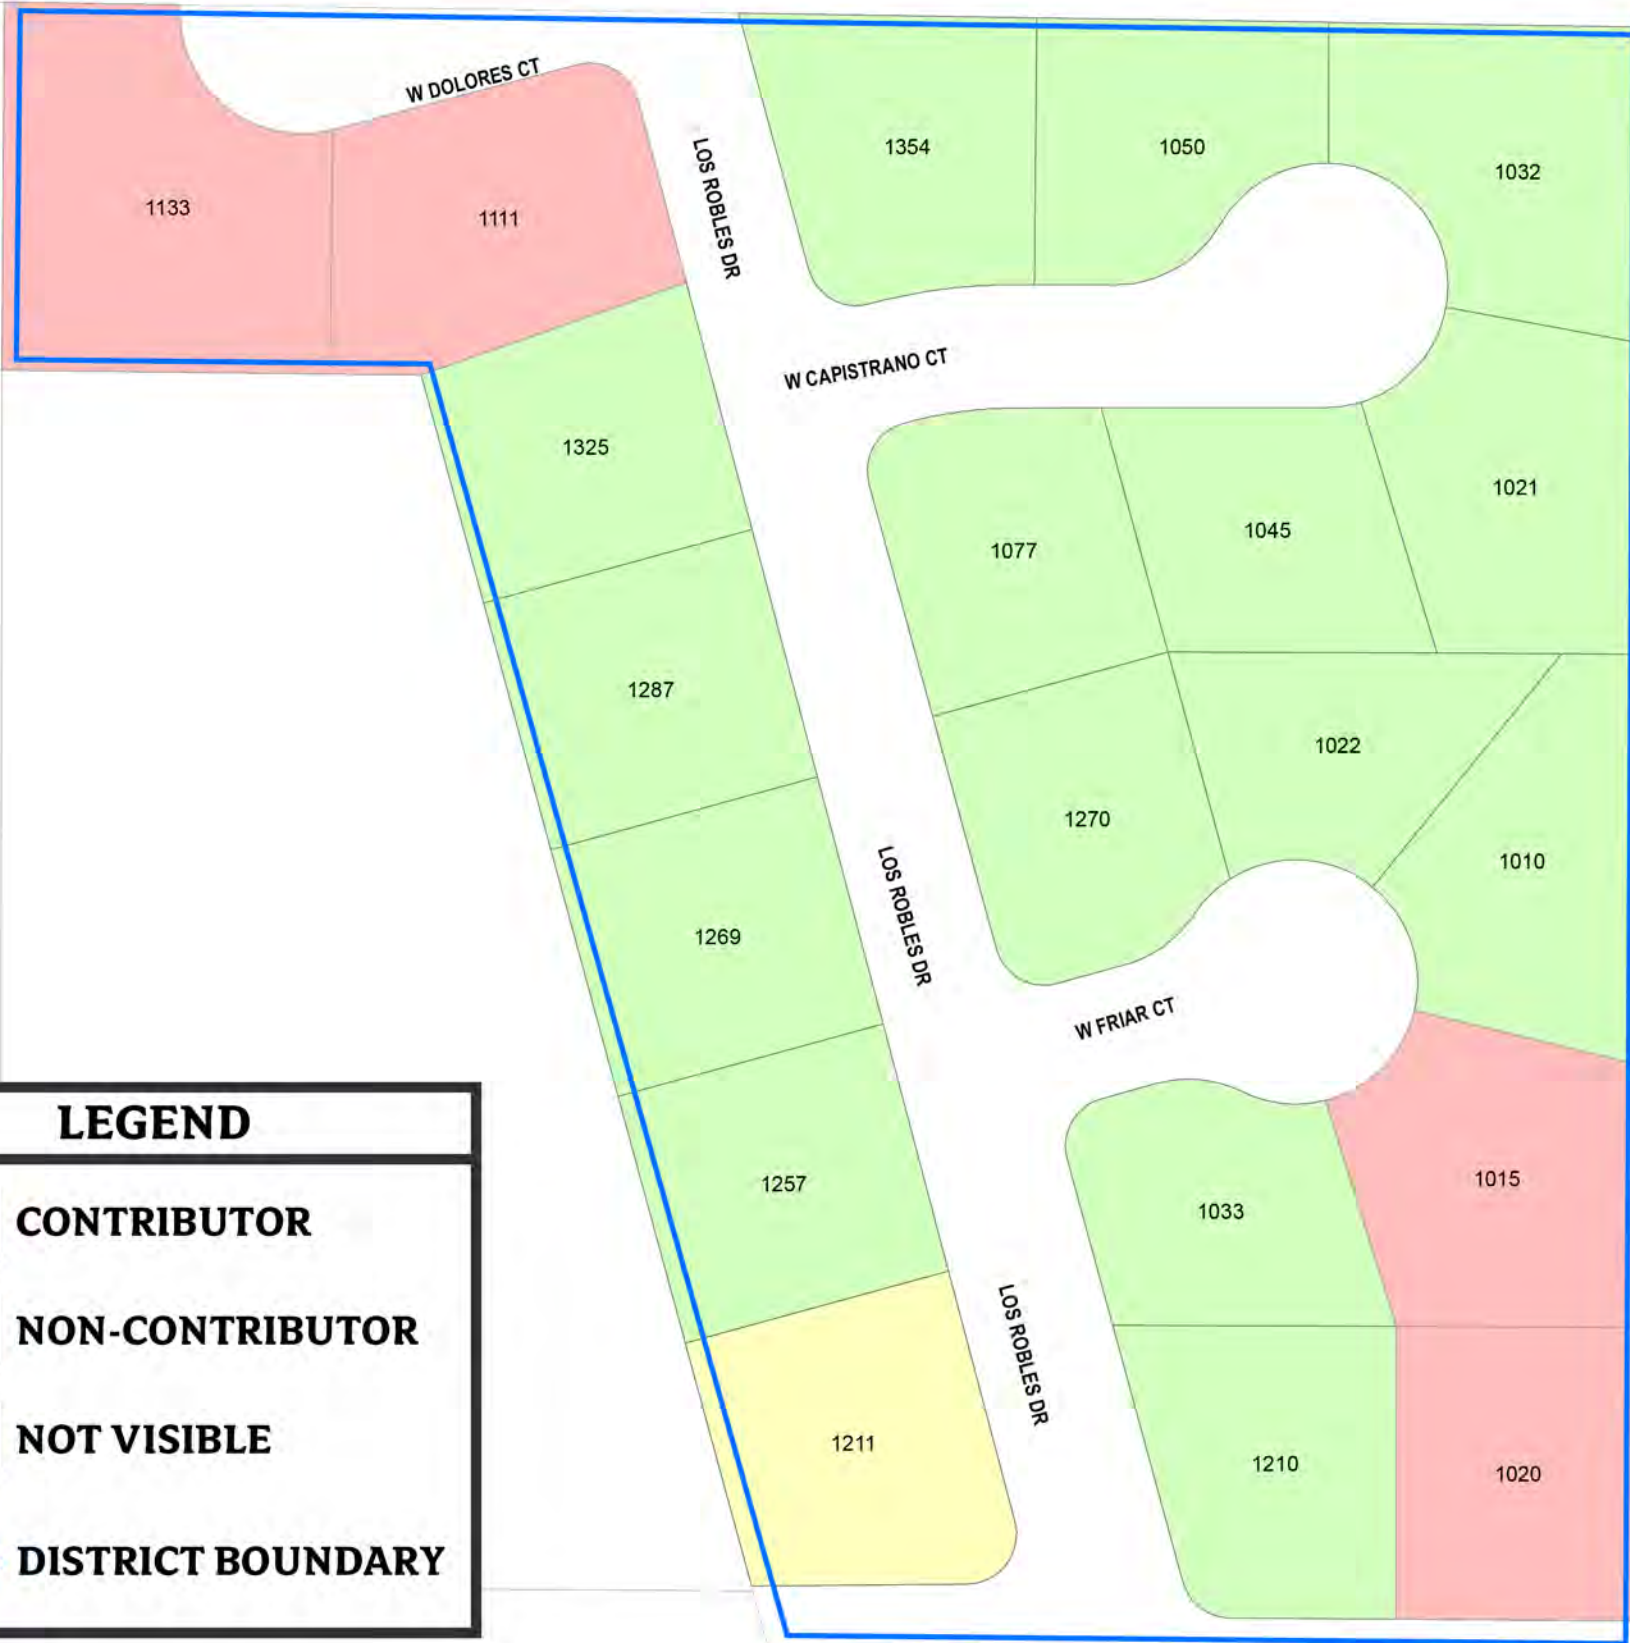 W DOLORES CT
1354
1050
1032
LOS ROBLES DR
1133
1111
W CAPISTRANO CT
1325
1021
1045
1077
1287
1022
1270
1010
LOS ROBLES DR
1269
W FRIAR CT
1257
1033
1015
LOS ROBLES DR
1211
1210
1020
LEGEND
CONTRIBUTOR
NON-CONTRIBUTOR
NOT VISIBLE
DISTRICT BOUNDARY